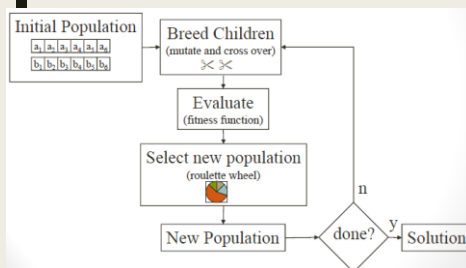 Initial Population
a₁ a₂ a₃ a₄ a₅ a₆
b₁ b₂ b₃ b₄ b₅ b₆
Breed Children
(mutate and cross over)
Evaluate
(fitness function)
Select new population
(roulette wheel)
New Population
done?
n
y
Solution